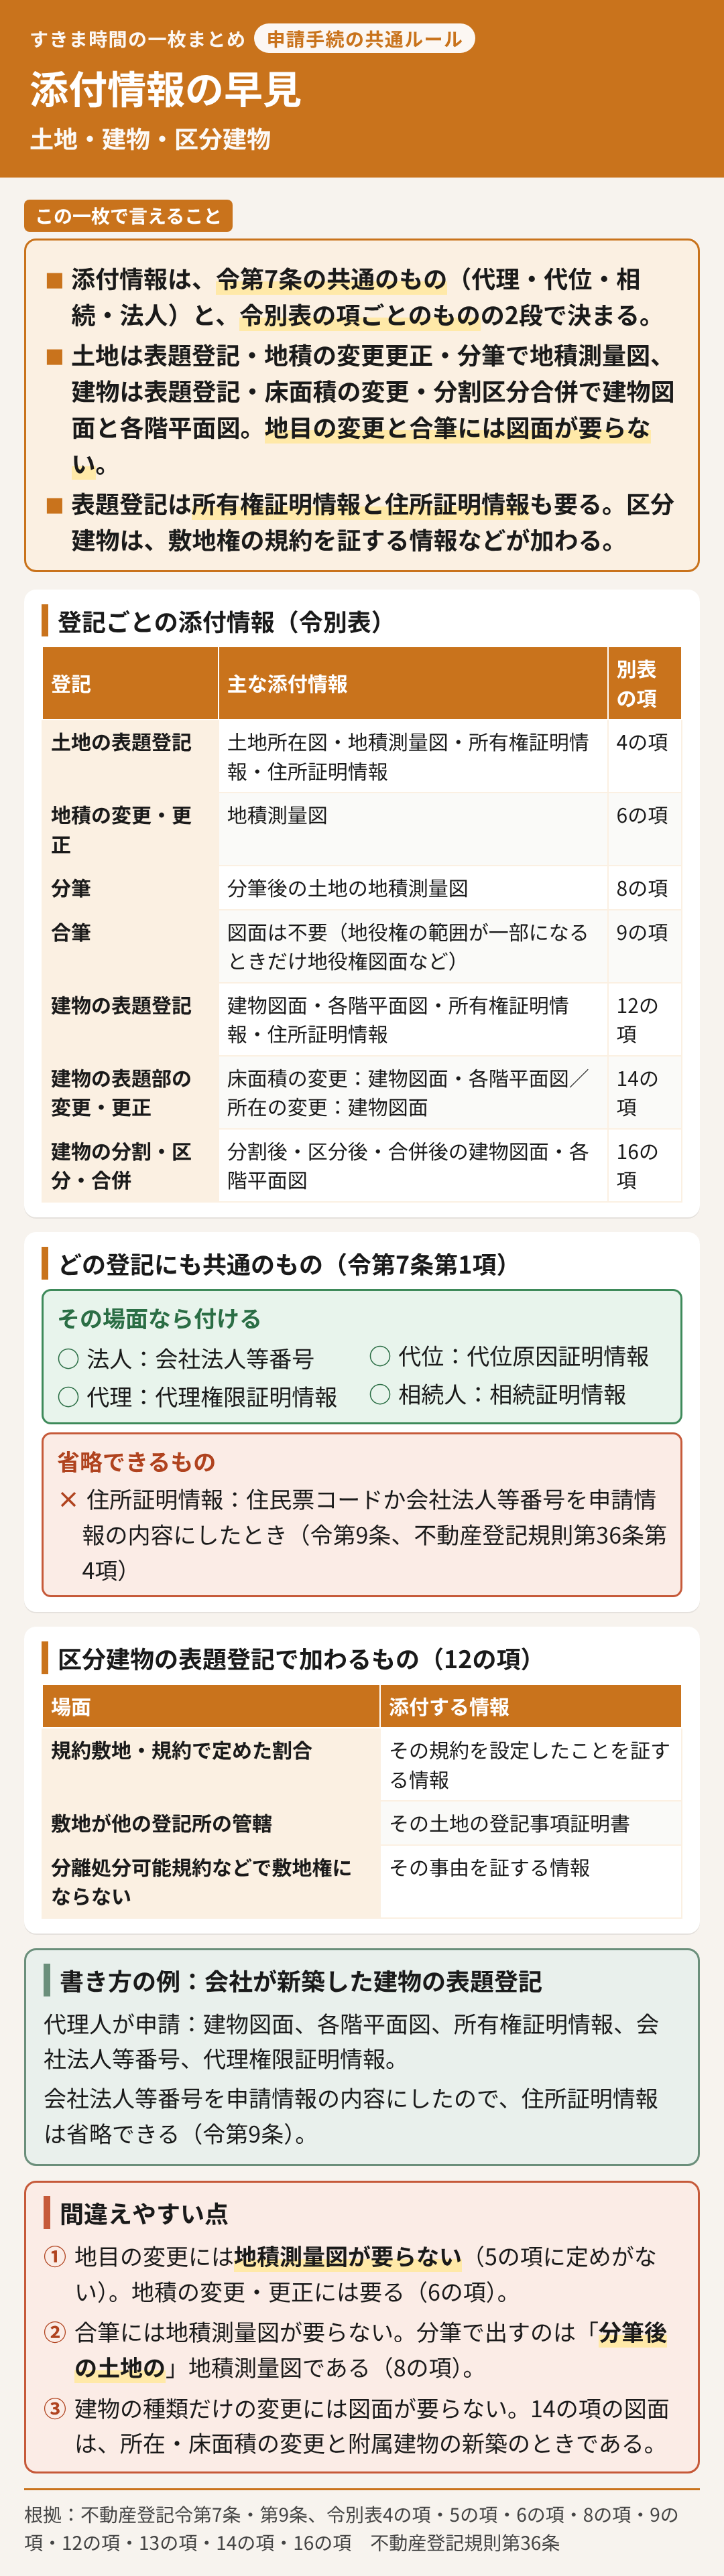 すきま時間の一枚まとめ 申請手続の共通ルール
添付情報の早見
土地・建物・区分建物
この一枚で言えること
■ 添付情報は、令第7条の共通のもの（代理・代位・相
続・法人）と、令別表の項ごとのものの2段で決まる。
■ 土地は表題登記・地積の変更更正・分筆で地積測量図、
建物は表題登記・床面積の変更・分割区分合併で建物図
面と各階平面図。地目の変更と合筆には図面が要らな
い。
■ 表題登記は所有権証明情報と住所証明情報も要る。区分
建物は、敷地権の規約を証する情報などが加わる。
登記ごとの添付情報（令別表）
登記 主な添付情報 別表
の項
土地の表題登記 土地所在図・地積測量図・所有権証明情 4の項
報・住所証明情報
地積の変更・更 地積測量図 6の項
正
分筆 分筆後の土地の地積測量図 8の項
合筆 図面は不要（地役権の範囲が一部になる 9の項
ときだけ地役権図面など）
建物の表題登記 建物図面・各階平面図・所有権証明情 12の
報・住所証明情報 項
建物の表題部の 床面積の変更：建物図面・各階平面図／ 14の
変更・更正 所在の変更：建物図面 項
建物の分割・区 分割後・区分後・合併後の建物図面・各 16の
分・合併 階平面図 項
どの登記にも共通のもの（令第7条第1項）
その場面なら付ける
○ 法人：会社法人等番号 ○ 代位：代位原因証明情報
○ 代理：代理権限証明情報 ○ 相続人：相続証明情報
省略できるもの
× 住所証明情報：住民票コードか会社法人等番号を申請情
報の内容にしたとき（令第9条、不動産登記規則第36条第
4項）
区分建物の表題登記で加わるもの（12の項）
場面 添付する情報
規約敷地・規約で定めた割合 その規約を設定したことを証す
る情報
敷地が他の登記所の管轄 その土地の登記事項証明書
分離処分可能規約などで敷地権に その事由を証する情報
ならない
書き方の例：会社が新築した建物の表題登記
代理人が申請：建物図面、各階平面図、所有権証明情報、会
社法人等番号、代理権限証明情報。
会社法人等番号を申請情報の内容にしたので、住所証明情報
は省略できる（令第9条）。
間違えやすい点
① 地目の変更には地積測量図が要らない（5の項に定めがな
い）。地積の変更・更正には要る（6の項）。
② 合筆には地積測量図が要らない。分筆で出すのは「分筆後
の土地の」地積測量図である（8の項）。
③ 建物の種類だけの変更には図面が要らない。14の項の図面
は、所在・床面積の変更と附属建物の新築のときである。
根拠：不動産登記令第7条・第9条、令別表4の項・5の項・6の項・8の項・9の
項・12の項・13の項・14の項・16の項 不動産登記規則第36条